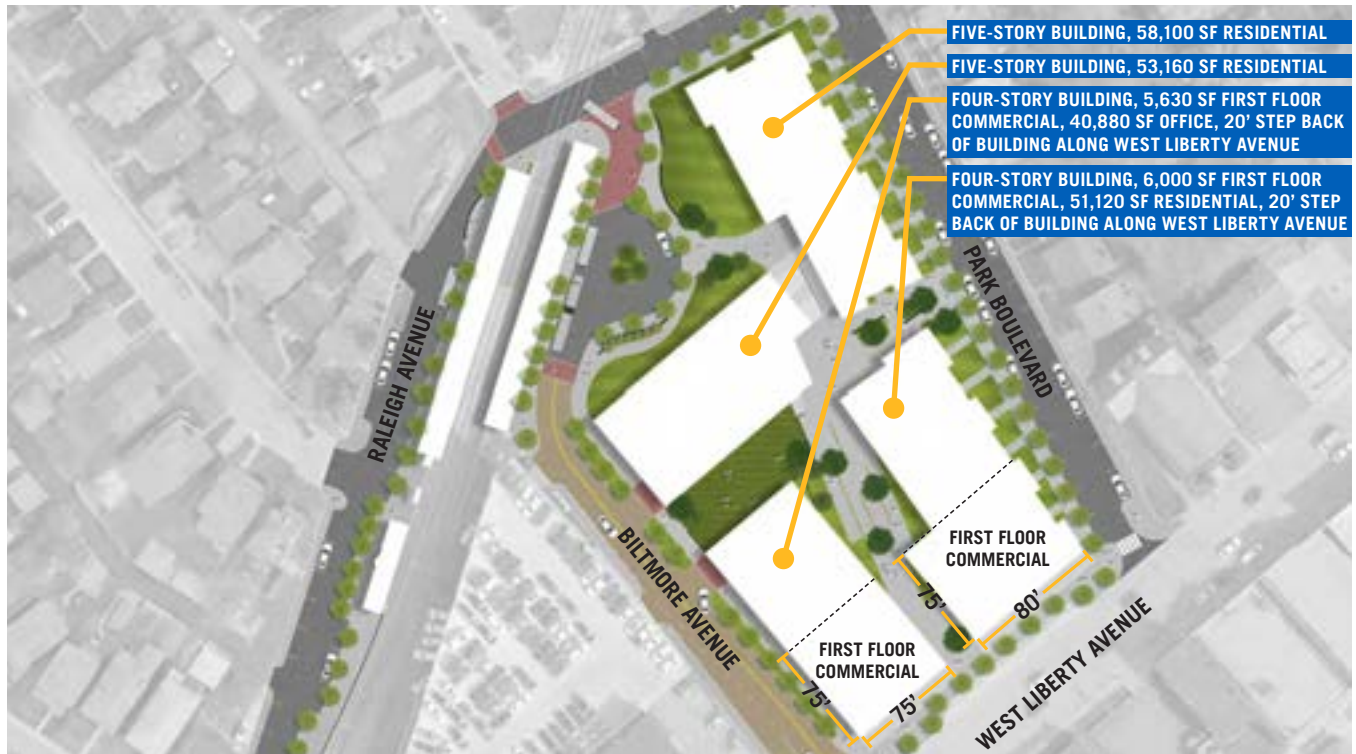 FIVE-STORY BUILDING, 58,100 SF RESIDENTIAL
FIVE-STORY BUILDING, 53,160 SF RESIDENTIAL
FOUR-STORY BUILDING, 5,630 SF FIRST FLOOR
COMMERCIAL, 40,880 SF OFFICE, 20' STEP BACK
OF BUILDING ALONG WEST LIBERTY AVENUE
FOUR-STORY BUILDING, 6,000 SF FIRST FLOOR
COMMERCIAL, 51,120 SF RESIDENTIAL, 20' STEP
BACK OF BUILDING ALONG WEST LIBERTY AVENUE
PARK BOULEVARD
RALEIGH AVENUE
BILTMORE AVENUE
FIRST FLOOR
COMMERCIAL
75'
80'
FIRST FLOOR
COMMERCIAL
75'
75'
WEST LIBERTY AVENUE